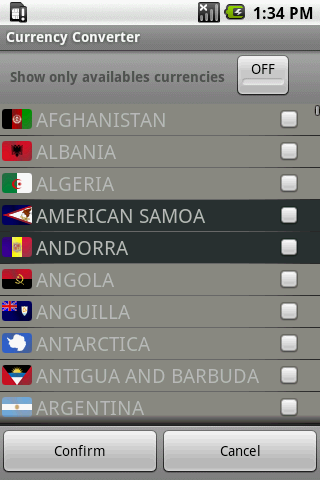 1:34 PM
Currency Converter
Show only availables currencies
OFF
AFGHANISTAN
ALBANIA
ALGERIA
AMERICAN SAMOA
ANDORRA
ANGOLA
ANGUILLA
ANTARCTICA
ANTIGUA AND BARBUDA
ARGENTINA
Confirm
Cancel